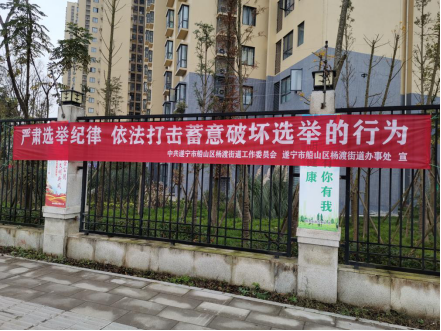 严肃选举纪律 依法打击蓄意破坏选举的行为
中共遂宁市船山区杨渡街道工作委员会 遂宁市船山区杨渡街道办事处 宣
你有我
康